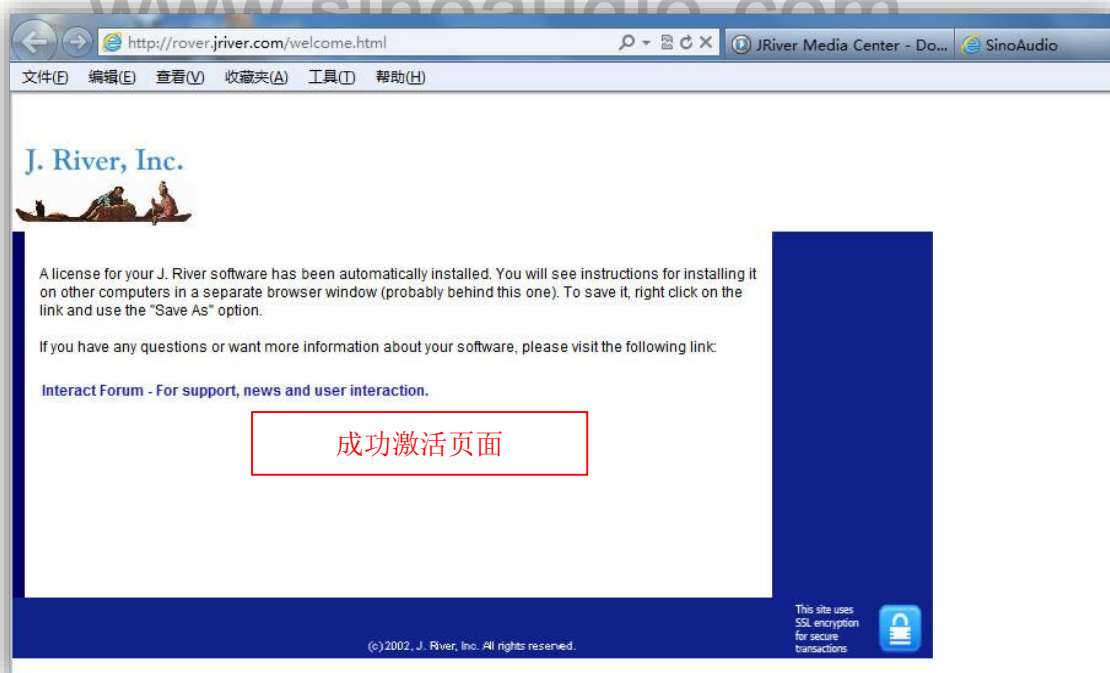 www.sinoaudio.com
http://rover.jriver.com/welcome.html
JRiver Media Center - Do...
SinoAudio
文件(F) 编辑(E) 查看(V) 收藏夹(A) 工具(T) 帮助(H)
J. River, Inc.
A license for your J. River software has been automatically installed. You will see instructions for installing it
on other computers in a separate browser window (probably behind this one). To save it, right click on the
link and use the "Save As" option.
If you have any questions or want more information about your software, please visit the following link:
Interact Forum - For support, news and user interaction.
成功激活页面
This site uses
SSL encryption
for secure
transactions
(c)2002, J. River, Inc. All rights reserved.